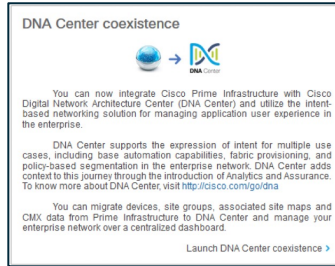 DNA Center coexistence
DNA Center
You can now integrate Cisco Prime Infrastructure with Cisco
Digital Network Architecture Center (DNA Center) and utilize the intent-
based networking solution for managing application user experience in
the enterprise.
DNA Center supports the expression of intent for multiple use
cases, including base automation capabilities, fabric provisioning, and
policy-based segmentation in the enterprise network. DNA Center adds
context to this journey through the introduction of Analytics and Assurance.
To know more about DNA Center, visit http://cisco.com/go/dna
You can migrate devices, site groups, associated site maps and
CMX data from Prime Infrastructure to DNA Center and manage your
enterprise network over a centralized dashboard.
Launch DNA Center coexistence >